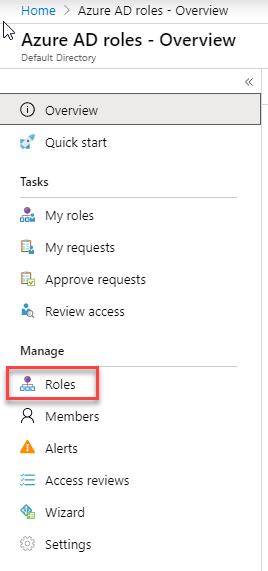 Home > Azure AD roles - Overview
Azure AD roles - Overview
Default Directory
«
Overview
Quick start
Tasks
My roles
My requests
Approve requests
Review access
Manage
Roles
Members
Alerts
Access reviews
Wizard
Settings